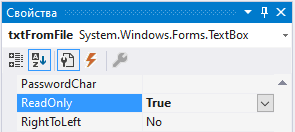 Свойства
txtFromFile System.Windows.Forms.TextBox
PasswordChar
ReadOnly True
RightToLeft No